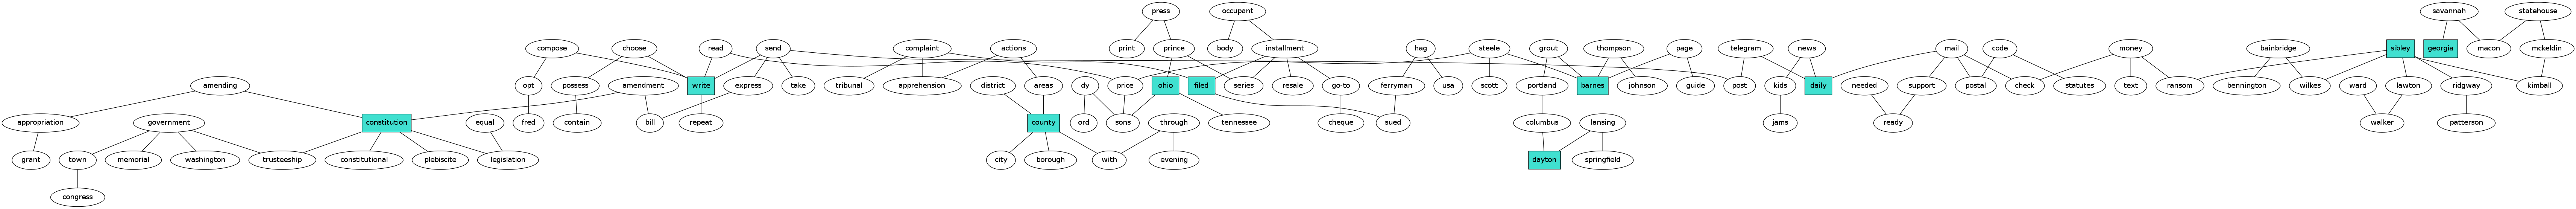 press occupant savannah statehouse
compose choose read send complaint actions print prince body installment hag steele grout thompson page telegram news mail code money bainbridge sibley georgia macon mckeldin
amending opt possess amendment write express take tribunal apprehension district areas dy price ohio filed series resale go-to ferryman usa scott portland barnes johnson guide post kids daily needed support postal check statutes text ransom bennington wilkes ward lawton ridgway kimball
appropriation government constitution equal fred contain bill repeat county ord sons through tennessee cheque sued columbus lansing jams ready walker patterson
grant town memorial washington trusteeship constitutional plebiscite legislation city borough with evening dayton springfield
congress